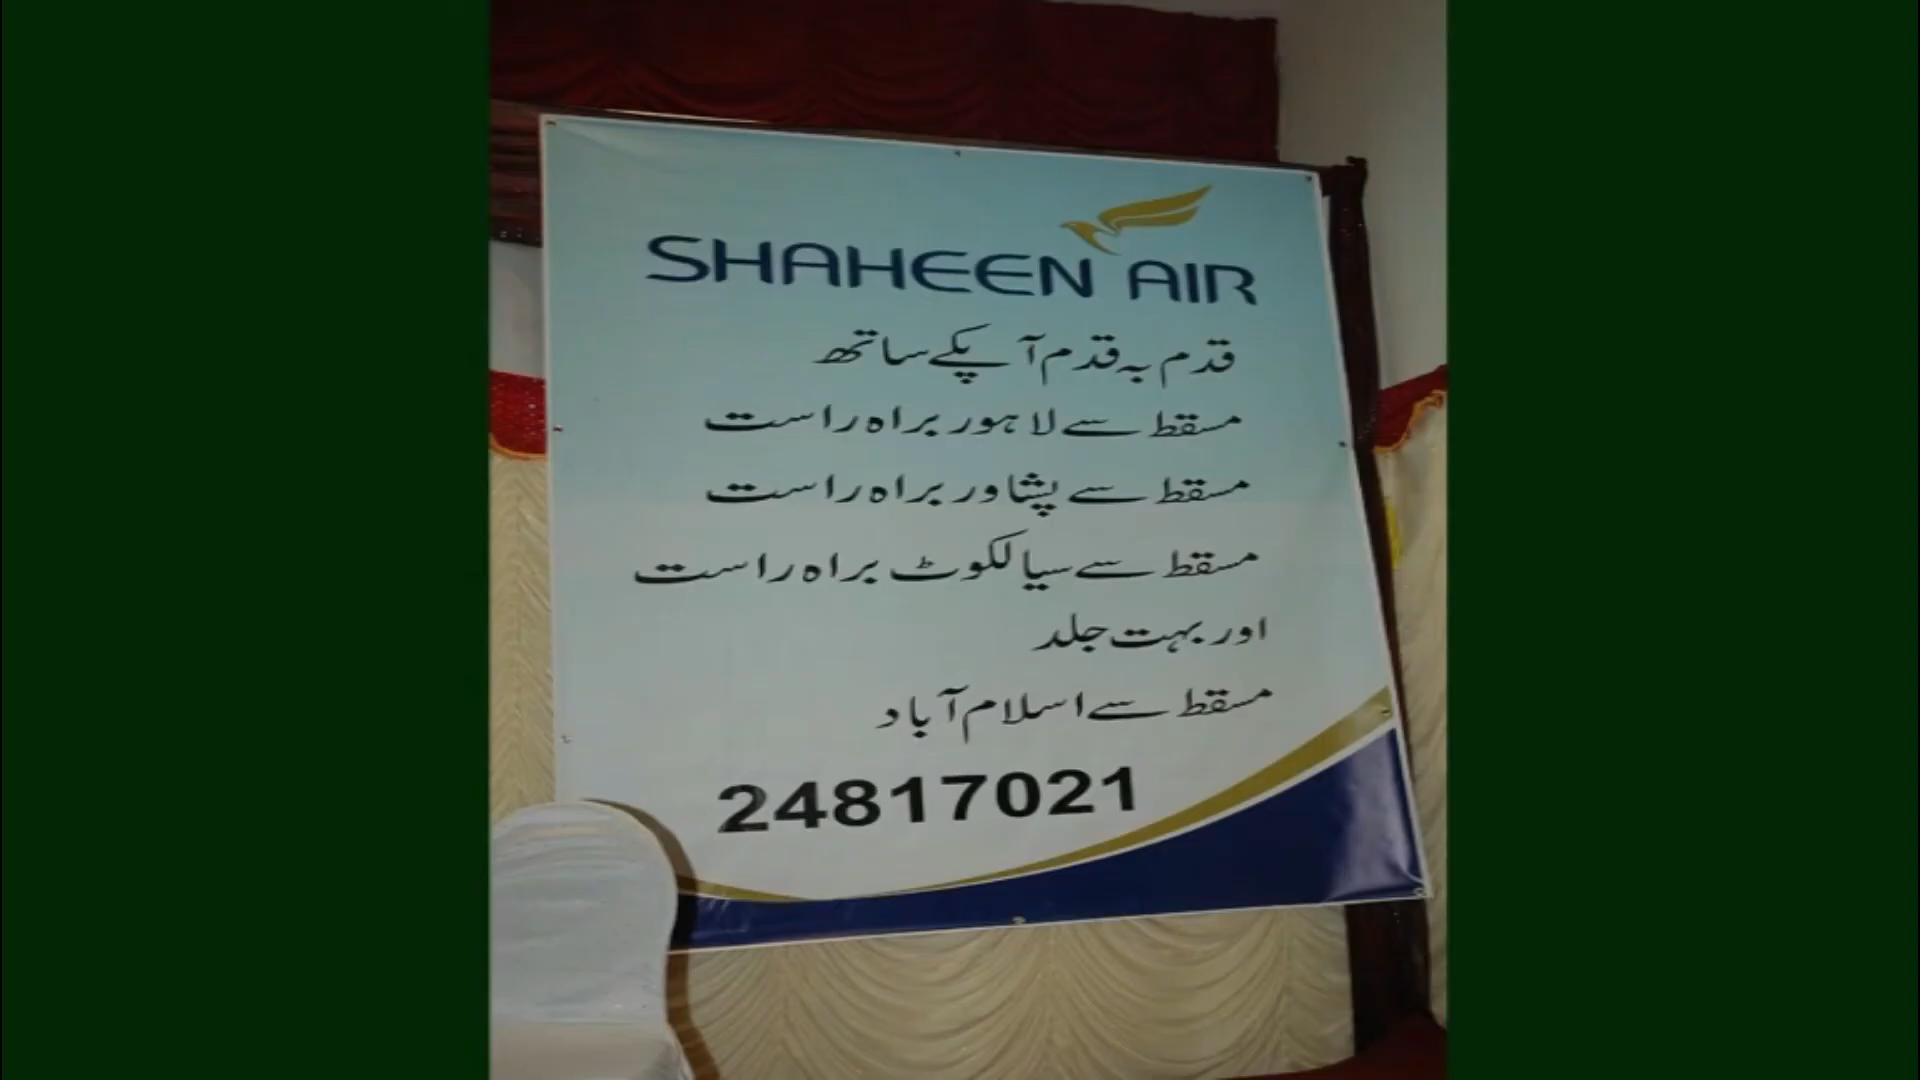 SHAHEEN AIR
قدم بہ قدم آپکے ساتھ
مسقط سے لاہور براہ راست
مسقط سے پشاور براہ راست
مسقط سے سیالکوٹ براہ راست
اور بہت جلد
مسقط سے اسلام آباد
24817021